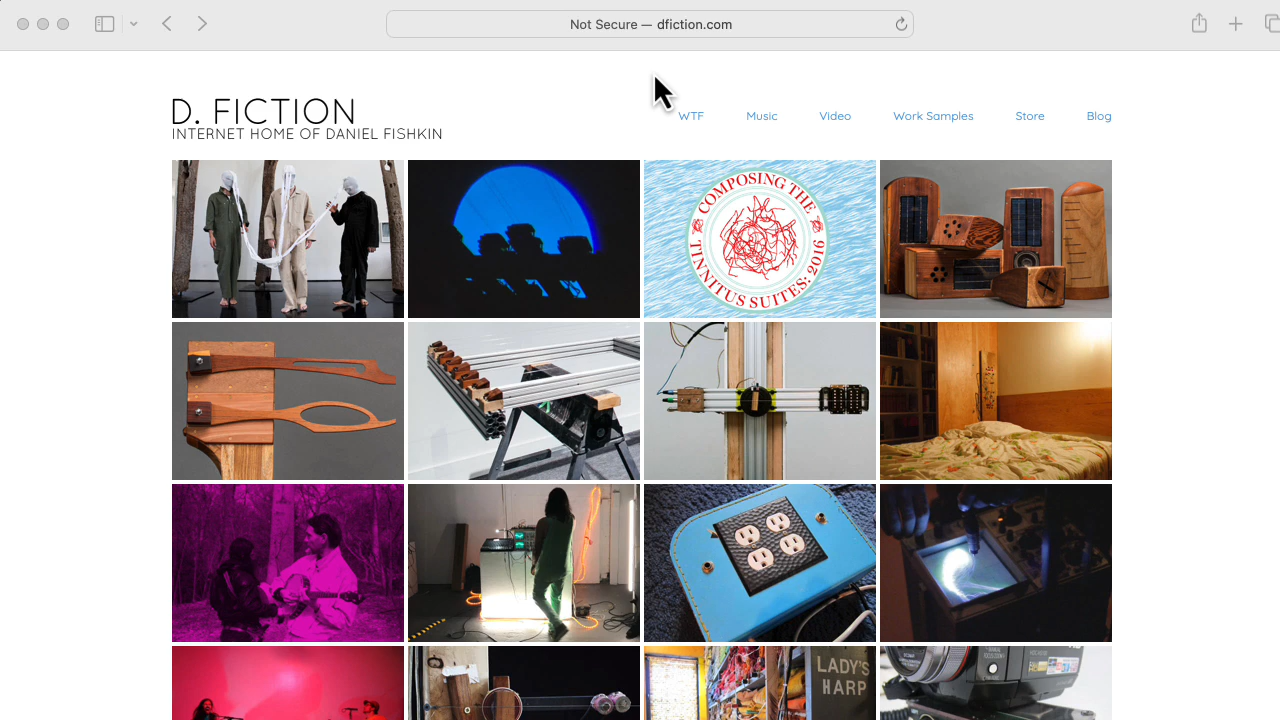 Not Secure — dfiction.com
D. FICTION
INTERNET HOME OF DANIEL FISHKIN
WTF Music Video Work Samples Store Blog
COMPOSING THE
TINNITUS SUITES: 2016
LADY'S
HARP